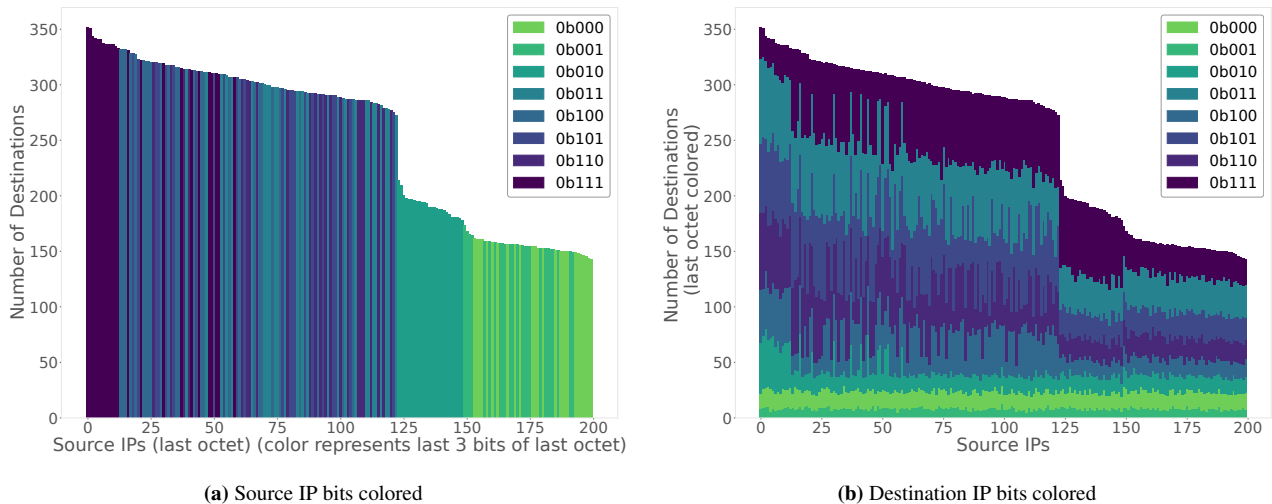 350
300
250
200
150
100
50
0
Number of Destinations
0b000
0b001
0b010
0b011
0b100
0b101
0b110
0b111
0 25 50 75 100 125 150 175 200
Source IPs (last octet) (color represents last 3 bits of last octet)
(a) Source IP bits colored
350
300
250
200
150
100
50
0
Number of Destinations
(last octet colored)
0b000
0b001
0b010
0b011
0b100
0b101
0b110
0b111
0 25 50 75 100 125 150 175 200
Source IPs
(b) Destination IP bits colored